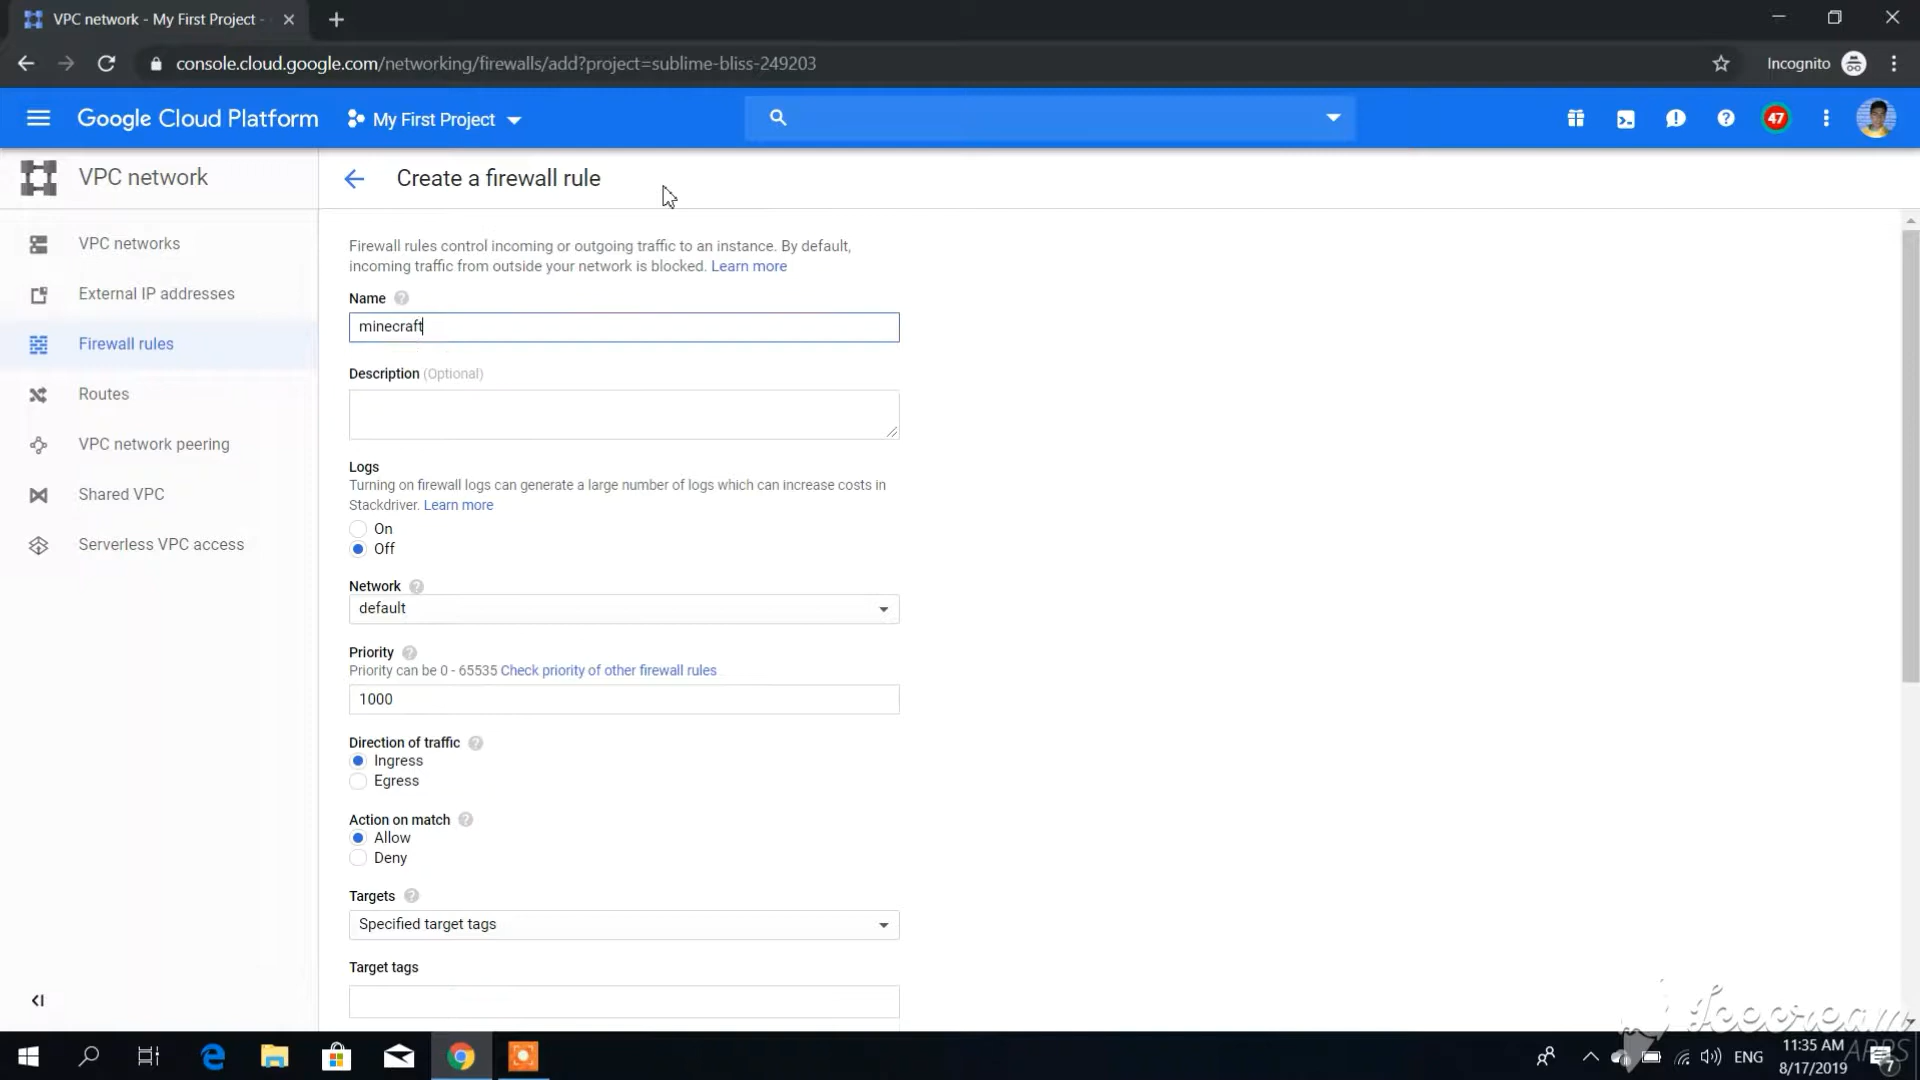 VPC network - My First Project -
console.cloud.google.com/networking/firewalls/add?project=sublime-bliss-249203
Incognito
Google Cloud Platform
My First Project
47
VPC network
Create a firewall rule
VPC networks
External IP addresses
Firewall rules
Routes
VPC network peering
Shared VPC
Serverless VPC access
Firewall rules control incoming or outgoing traffic to an instance. By default,
incoming traffic from outside your network is blocked. Learn more
Name
minecraft
Description (Optional)
Logs
Turning on firewall logs can generate a large number of logs which can increase costs in
Stackdriver. Learn more
On
Off
Network
default
Priority
Priority can be 0 - 65535 Check priority of other firewall rules
1000
Direction of traffic
Ingress
Egress
Action on match
Allow
Deny
Targets
Specified target tags
Target tags
Icecream
APPS
ENG
11:35 AM
8/17/2019
7